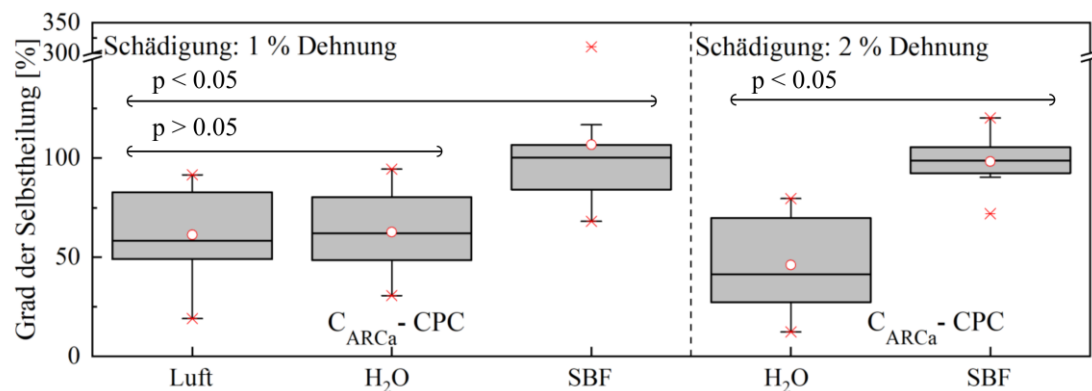 350
300
100
50
0
Grad der Selbstheilung [%]
Schädigung: 1 % Dehnung
p < 0.05
p > 0.05
C_ARCa - CPC
Luft
H₂O
SBF
Schädigung: 2 % Dehnung
p < 0.05
C_ARCa - CPC
H₂O
SBF